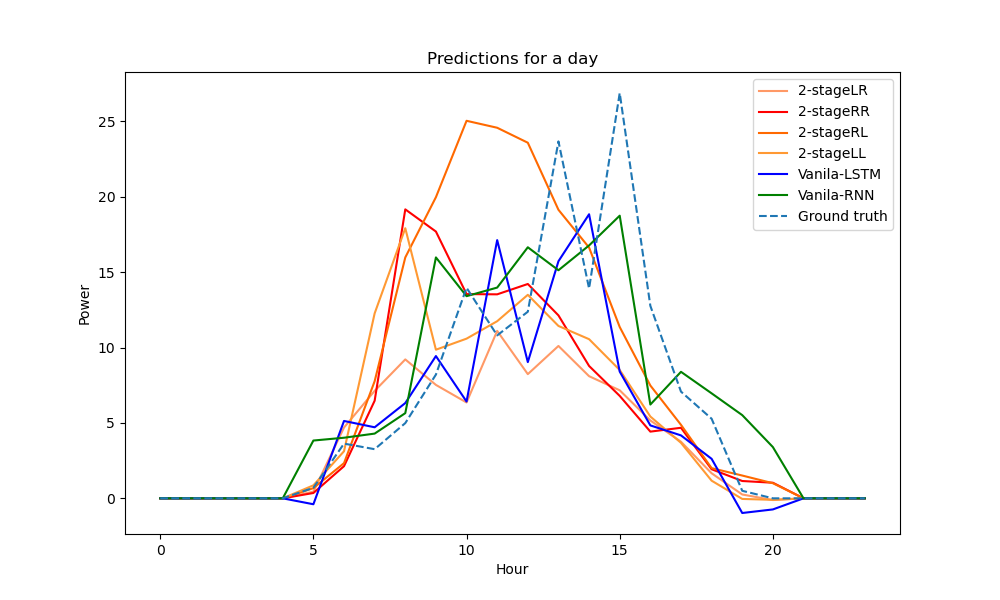 Predictions for a day
2-stageLR
2-stageRR
2-stageRL
2-stageLL
Vanila-LSTM
Vanila-RNN
Ground truth
Power
25
20
15
10
5
0
0 5 10 15 20
Hour